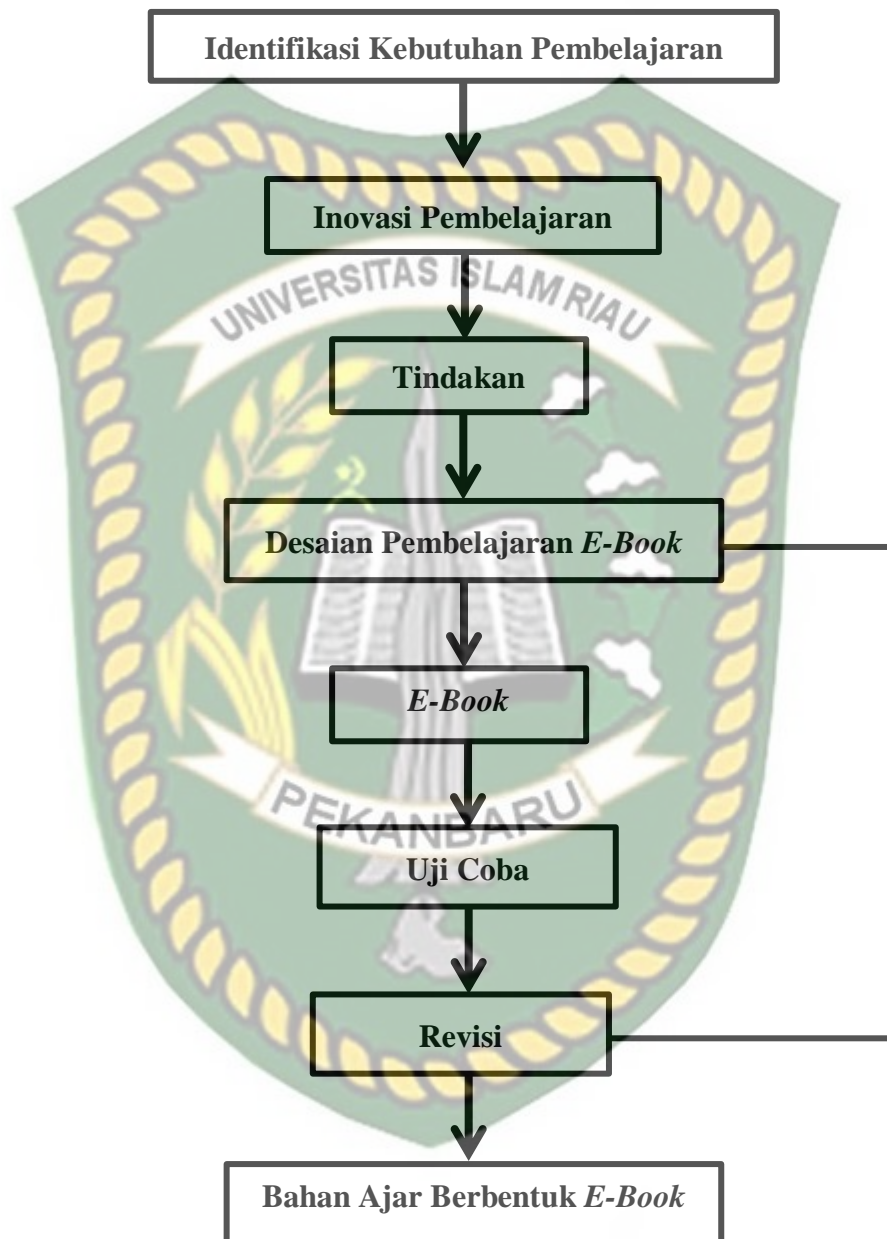 Identifikasi Kebutuhan Pembelajaran
Inovasi Pembelajaran
UNIVERSITAS ISLAM RIAU
Tindakan
Desaian Pembelajaran E-Book
E-Book
PEKANBARU
Uji Coba
Revisi
Bahan Ajar Berbentuk E-Book